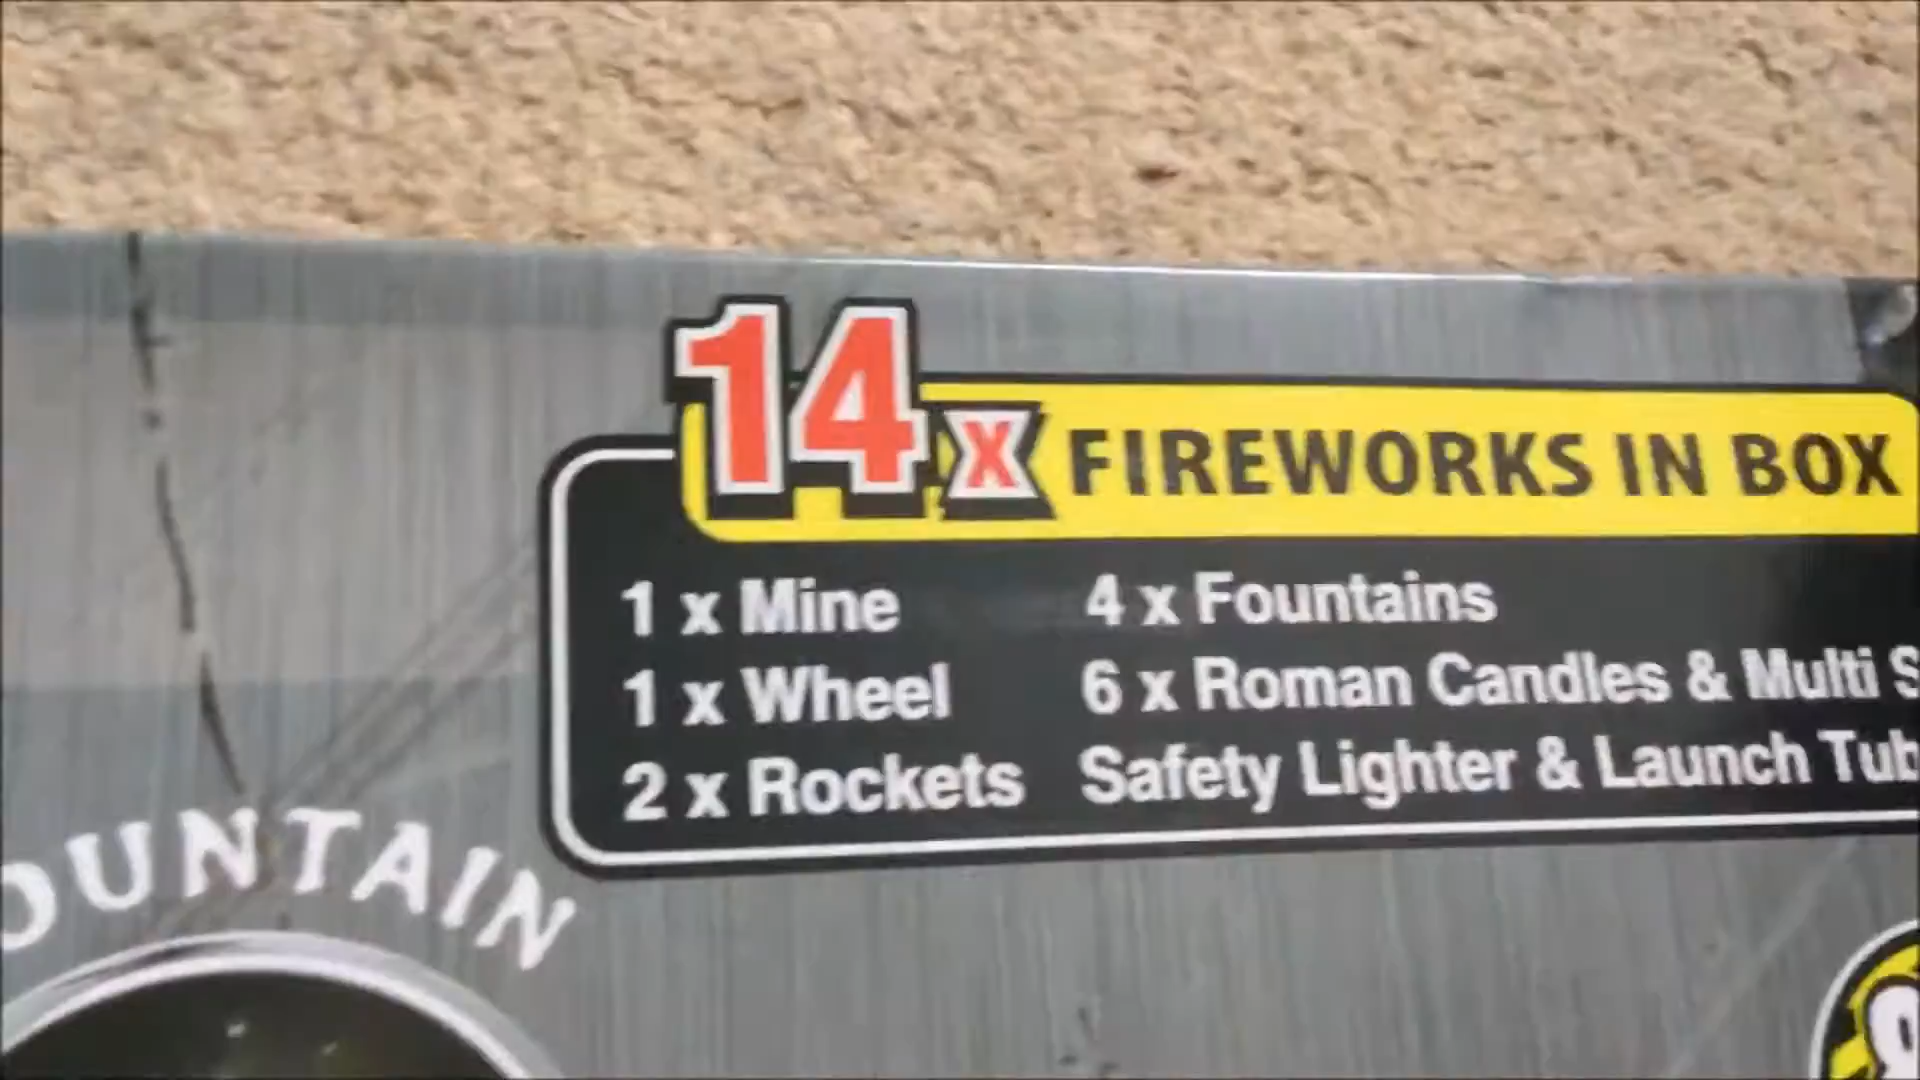 14x FIREWORKS IN BOX
1 x Mine
1 x Wheel
2 x Rockets
4 x Fountains
6 x Roman Candles & Multi S
Safety Lighter & Launch Tub
OUNTAIN